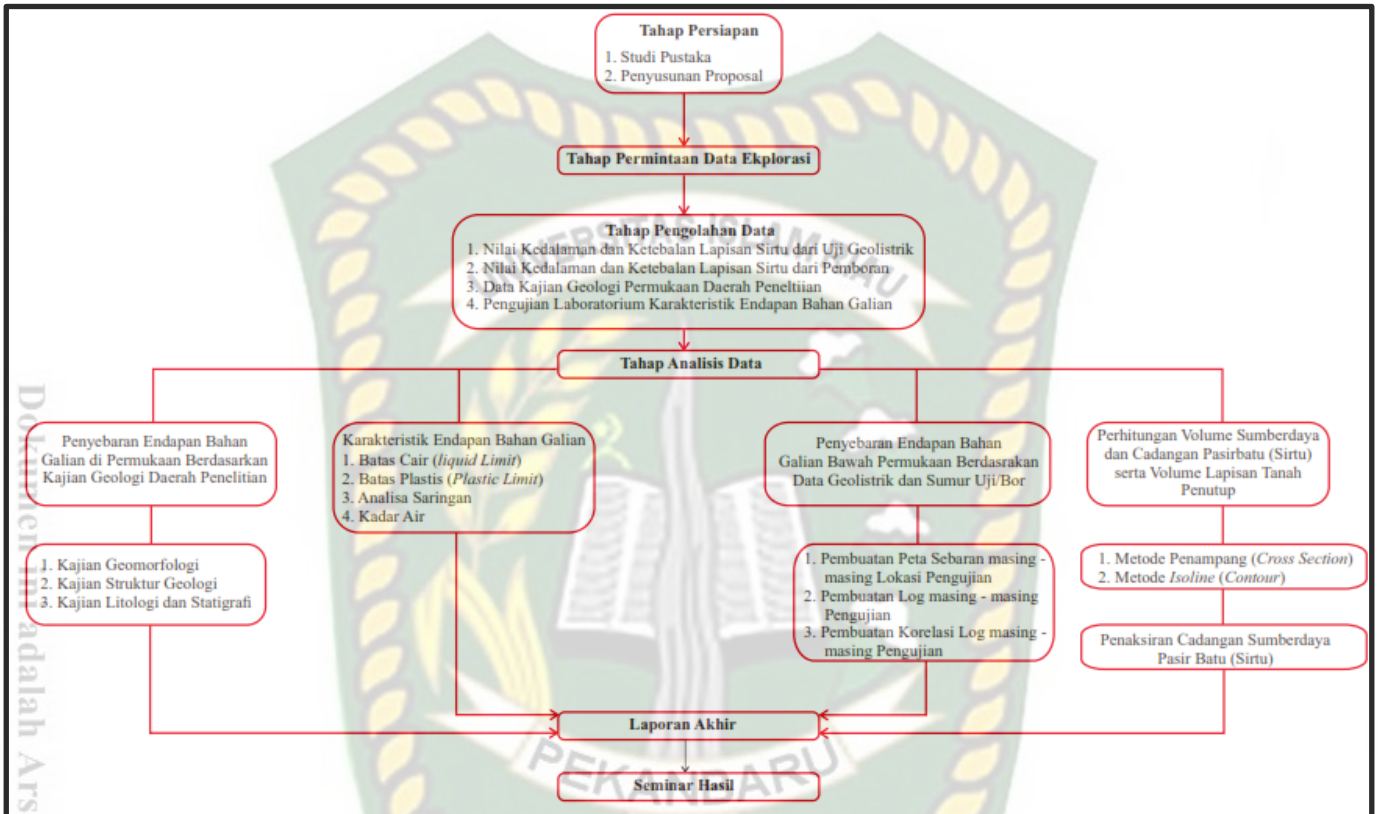 Tahap Persiapan
1. Studi Pustaka
2. Penyusunan Proposal
Tahap Permintaan Data Ekplorasi
Tahap Pengolahan Data
1. Nilai Kedalaman dan Ketebalan Lapisan Sirtu dari Uji Geolistrik
2. Nilai Kedalaman dan Ketebalan Lapisan Sirtu dari Pemboran
3. Data Kajian Geologi Permukaan Daerah Peneltiian
4. Pengujian Laboratorium Karakteristik Endapan Bahan Galian
UNIVERSITAS ISLAM RIAU
Tahap Analisis Data
Penyebaran Endapan Bahan
Galian di Permukaan Berdasarkan
Kajian Geologi Daerah Penelitian
1. Kajian Geomorfologi
2. Kajian Struktur Geologi
3. Kajian Litologi dan Statigrafi
Karakteristik Endapan Bahan Galian
1. Batas Cair (liquid Limit)
2. Batas Plastis (Plastic Limit)
3. Analisa Saringan
4. Kadar Air
Penyebaran Endapan Bahan
Galian Bawah Permukaan Berdasrakan
Data Geolistrik dan Sumur Uji/Bor
1. Pembuatan Peta Sebaran masing -
masing Lokasi Pengujian
2. Pembuatan Log masing - masing
Pengujian
3. Pembuatan Korelasi Log masing -
masing Pengujian
Perhitungan Volume Sumberdaya
dan Cadangan Pasirbatu (Sirtu)
serta Volume Lapisan Tanah
Penutup
1. Metode Penampang (Cross Section)
2. Metode Isoline (Contour)
Penaksiran Cadangan Sumberdaya
Pasir Batu (Sirtu)
Laporan Akhir
Seminar Hasil
PEKANBARU
Dokumen ini adalah Ars